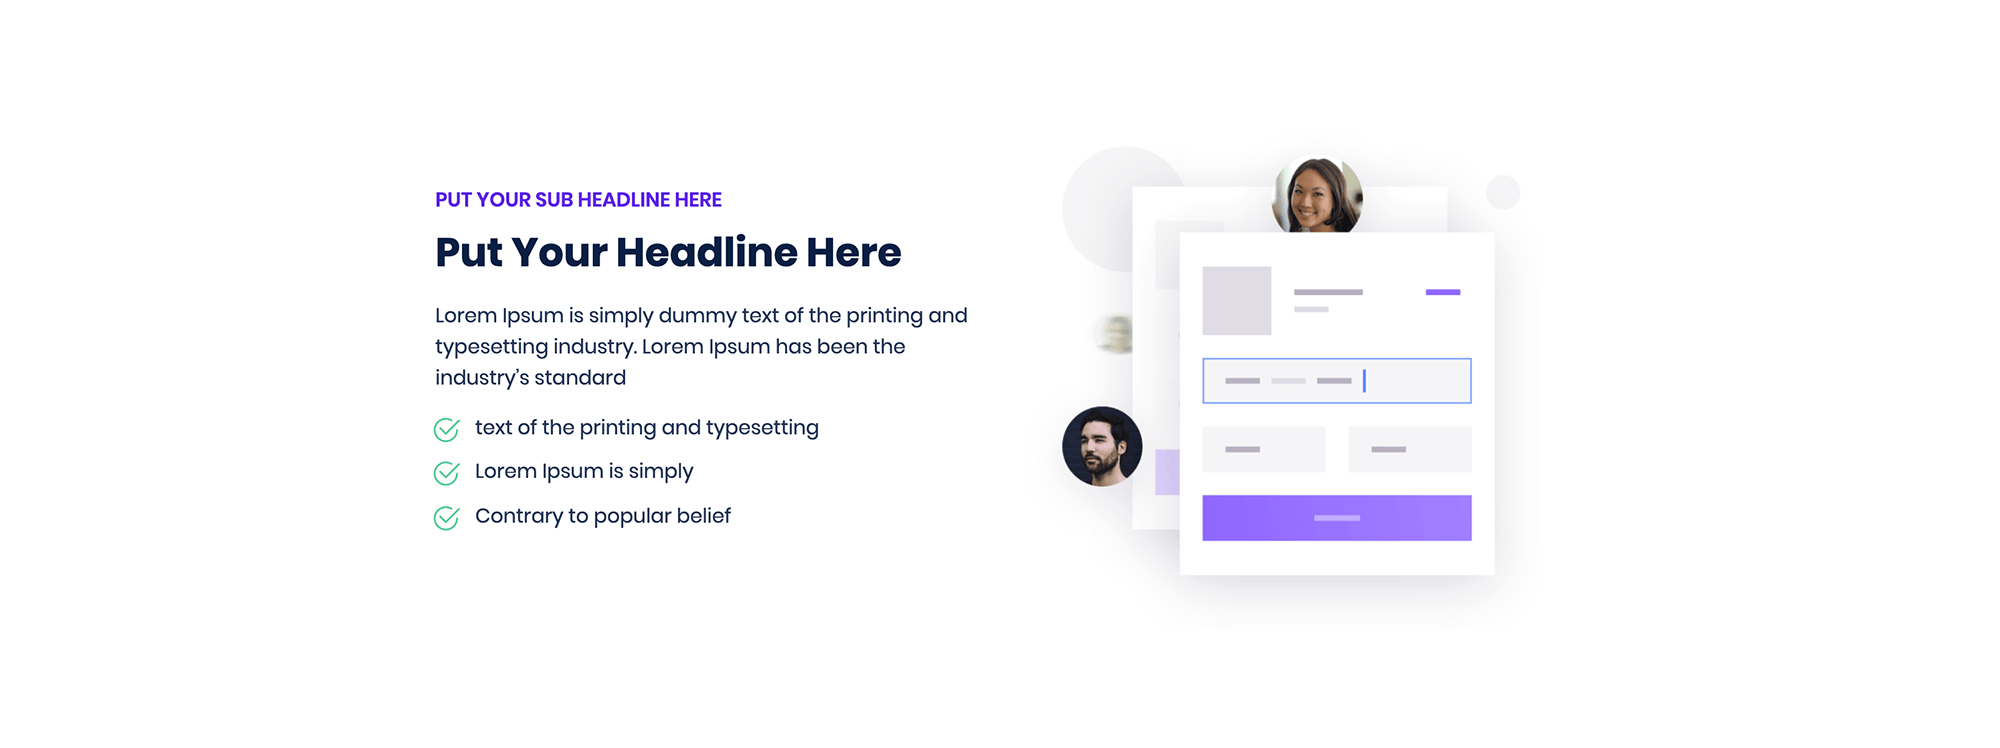 PUT YOUR SUB HEADLINE HERE
Put Your Headline Here
Lorem Ipsum is simply dummy text of the printing and
typesetting industry. Lorem Ipsum has been the
industry’s standard
text of the printing and typesetting
Lorem Ipsum is simply
Contrary to popular belief